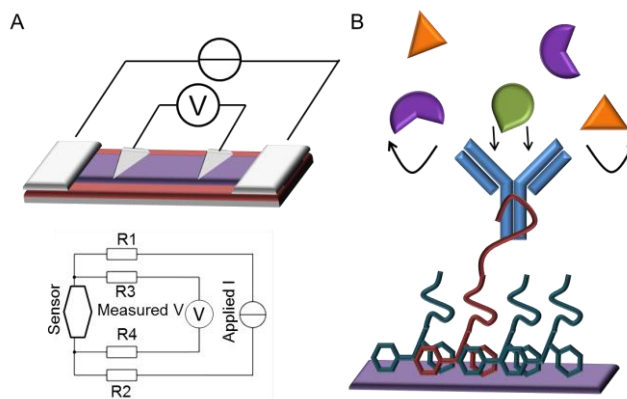 A
B
V
R1
R3
Sensor
Measured V
V
Applied I
R4
R2